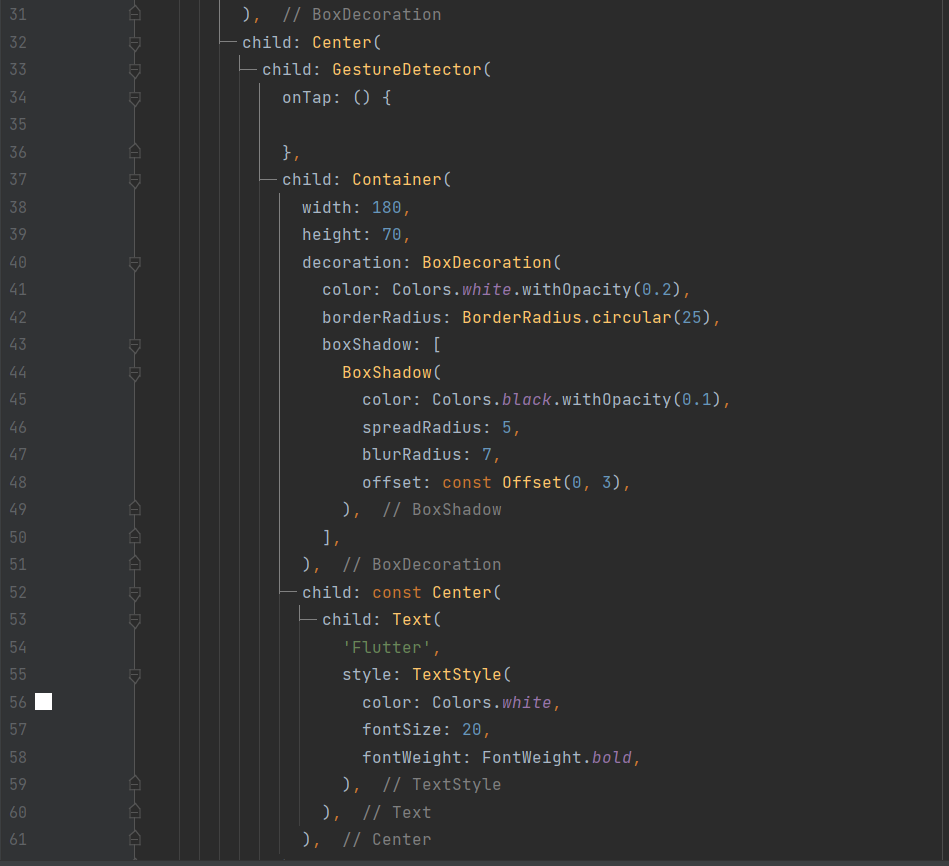 31 ), // BoxDecoration
32 child: Center(
33 child: GestureDetector(
34 onTap: () {
35
36 },
37 child: Container(
38 width: 180,
39 height: 70,
40 decoration: BoxDecoration(
41 color: Colors.white.withOpacity(0.2),
42 borderRadius: BorderRadius.circular(25),
43 boxShadow: [
44 BoxShadow(
45 color: Colors.black.withOpacity(0.1),
46 spreadRadius: 5,
47 blurRadius: 7,
48 offset: const Offset(0, 3),
49 ), // BoxShadow
50 ],
51 ), // BoxDecoration
52 child: const Center(
53 child: Text(
54 'Flutter',
55 style: TextStyle(
56 color: Colors.white,
57 fontSize: 20,
58 fontWeight: FontWeight.bold,
59 ), // TextStyle
60 ), // Text
61 ), // Center